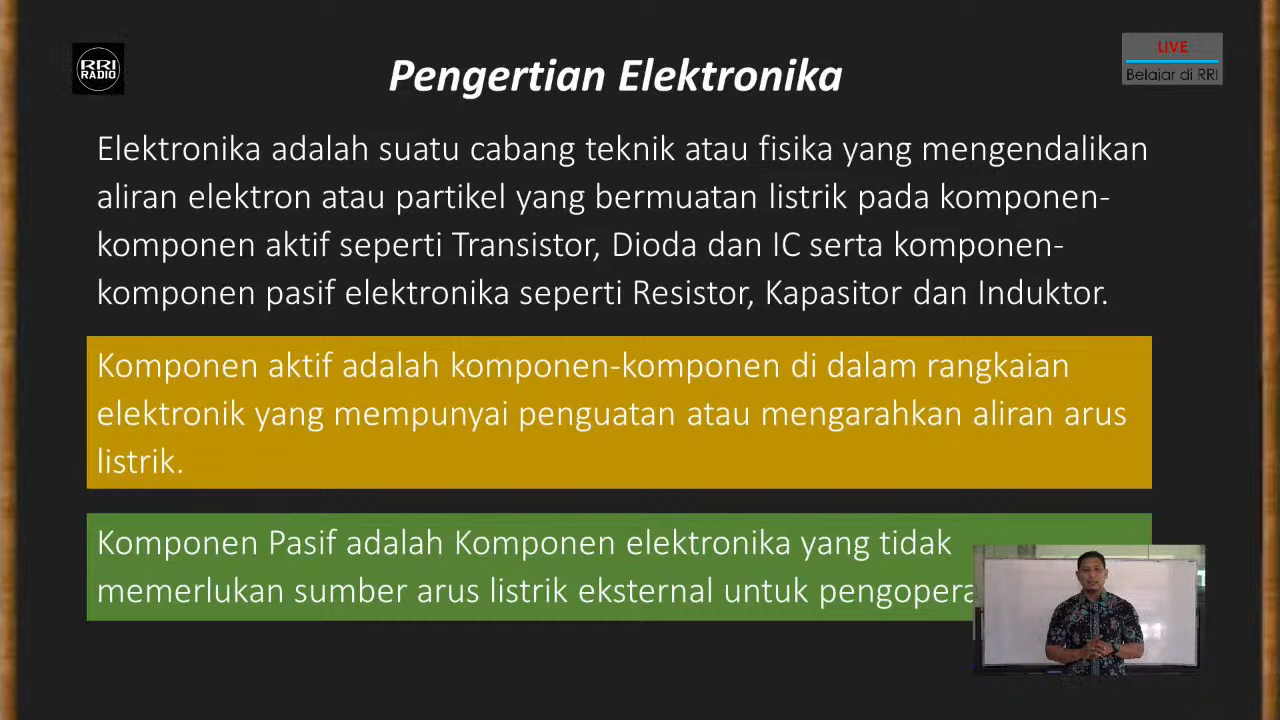 RRI
RADIO
LIVE
Belajar di RRI
Pengertian Elektronika
Elektronika adalah suatu cabang teknik atau fisika yang mengendalikan
aliran elektron atau partikel yang bermuatan listrik pada komponen-
komponen aktif seperti Transistor, Dioda dan IC serta komponen-
komponen pasif elektronika seperti Resistor, Kapasitor dan Induktor.
Komponen aktif adalah komponen-komponen di dalam rangkaian
elektronik yang mempunyai penguatan atau mengarahkan aliran arus
listrik.
Komponen Pasif adalah Komponen elektronika yang tidak
memerlukan sumber arus listrik eksternal untuk